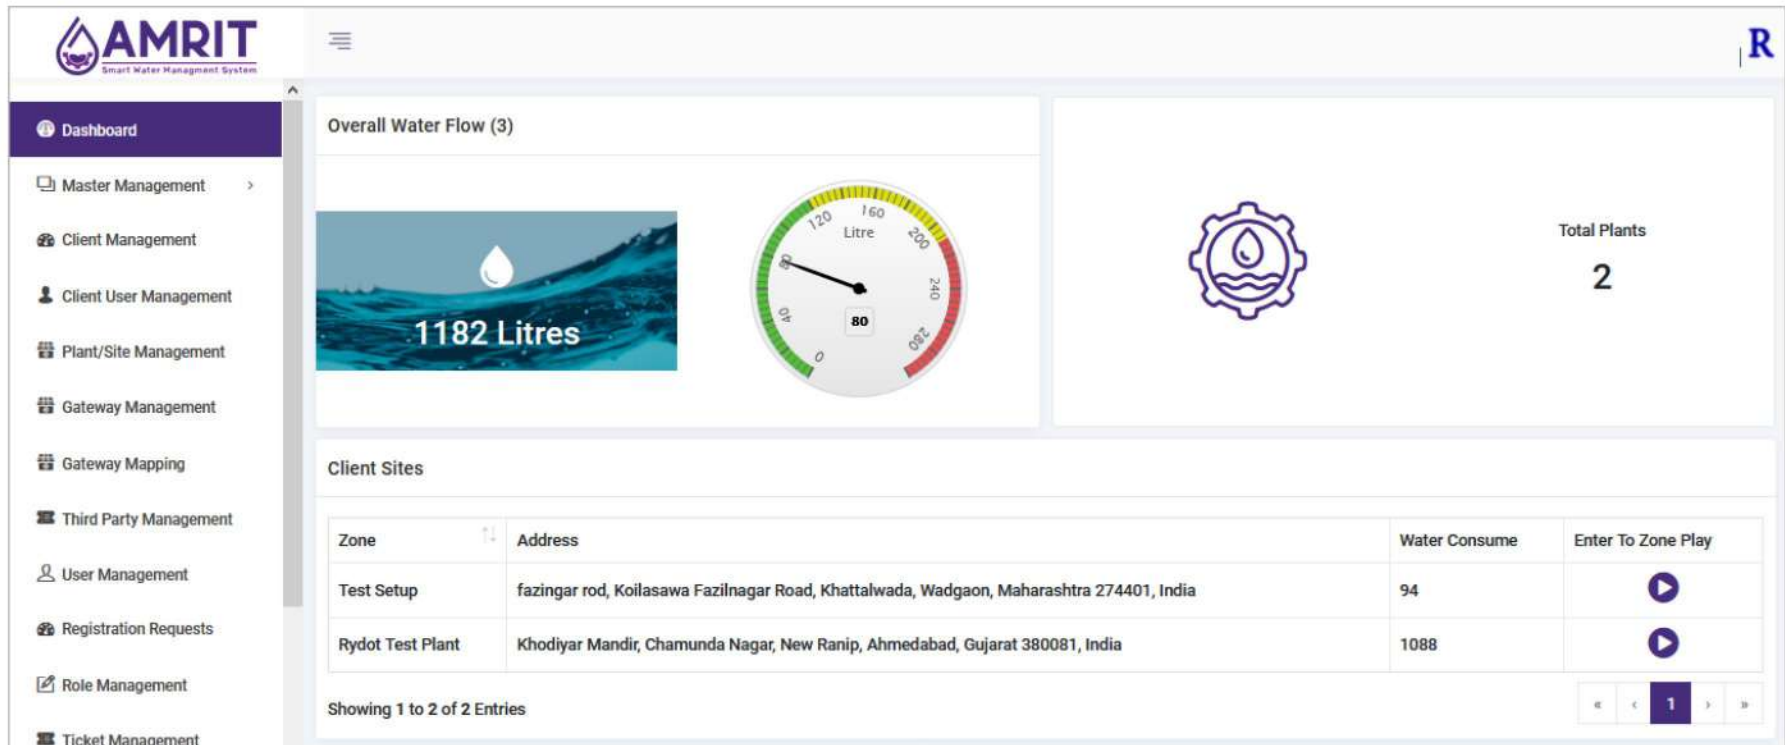 AMRIT
Smart Water Managment System
R
Dashboard
Master Management
Client Management
Client User Management
Plant/Site Management
Gateway Management
Gateway Mapping
Third Party Management
User Management
Registration Requests
Role Management
Ticket Management
Overall Water Flow (3)
1182 Litres
0
40
80
120
160
200
240
280
Litre
80
Total Plants
2
Client Sites
Zone Address Water Consume Enter To Zone Play
Test Setup fazingar rod, Koilasawa Fazilnagar Road, Khattalwada, Wadgaon, Maharashtra 274401, India 94
Rydot Test Plant Khodiyar Mandir, Chamunda Nagar, New Ranip, Ahmedabad, Gujarat 380081, India 1088
Showing 1 to 2 of 2 Entries
« ‹ 1 › »